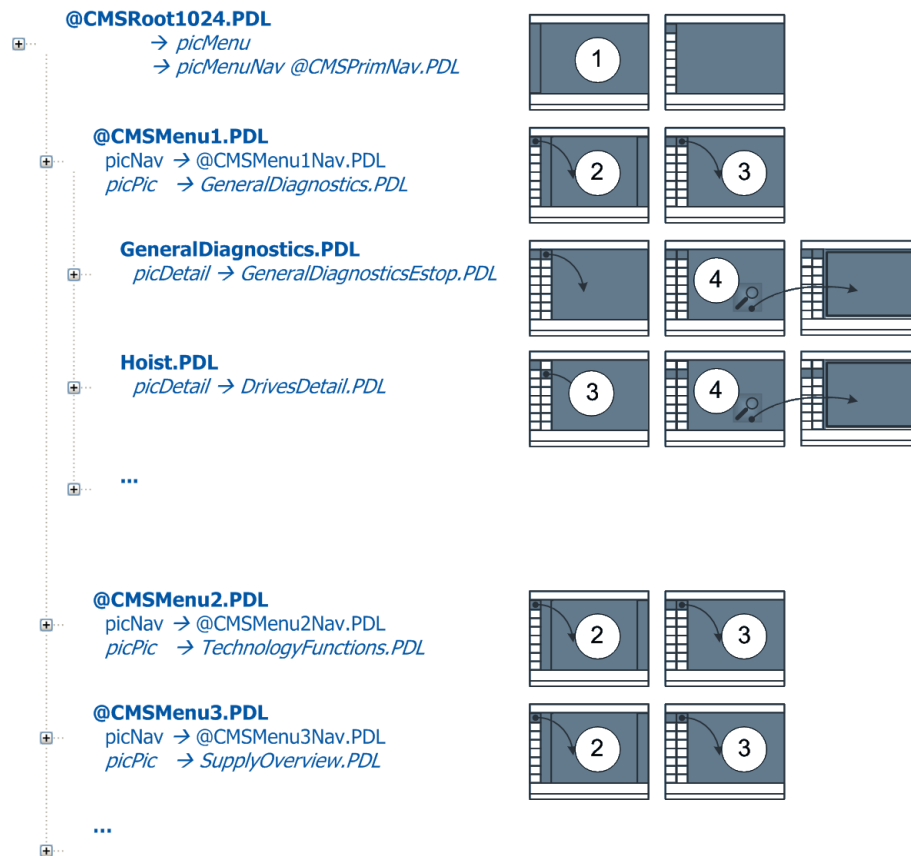 @CMSRoot1024.PDL
→ picMenu
→ picMenuNav @CMSPrimNav.PDL
1
@CMSMenu1.PDL
picNav → @CMSMenu1Nav.PDL
picPic → GeneralDiagnostics.PDL
2 3
GeneralDiagnostics.PDL
picDetail → GeneralDiagnosticsEstop.PDL
4
Hoist.PDL
picDetail → DrivesDetail.PDL
3 4
...
@CMSMenu2.PDL
picNav → @CMSMenu2Nav.PDL
picPic → TechnologyFunctions.PDL
2 3
@CMSMenu3.PDL
picNav → @CMSMenu3Nav.PDL
picPic → SupplyOverview.PDL
2 3
...